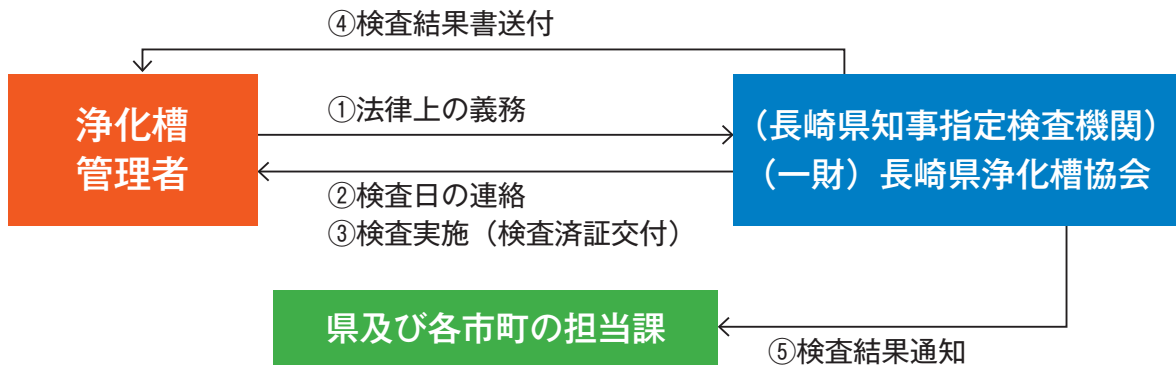 ④検査結果書送付
浄化槽
管理者
①法律上の義務
（長崎県知事指定検査機関）
（一財）長崎県浄化槽協会
②検査日の連絡
③検査実施（検査済証交付）
県及び各市町の担当課
⑤検査結果通知